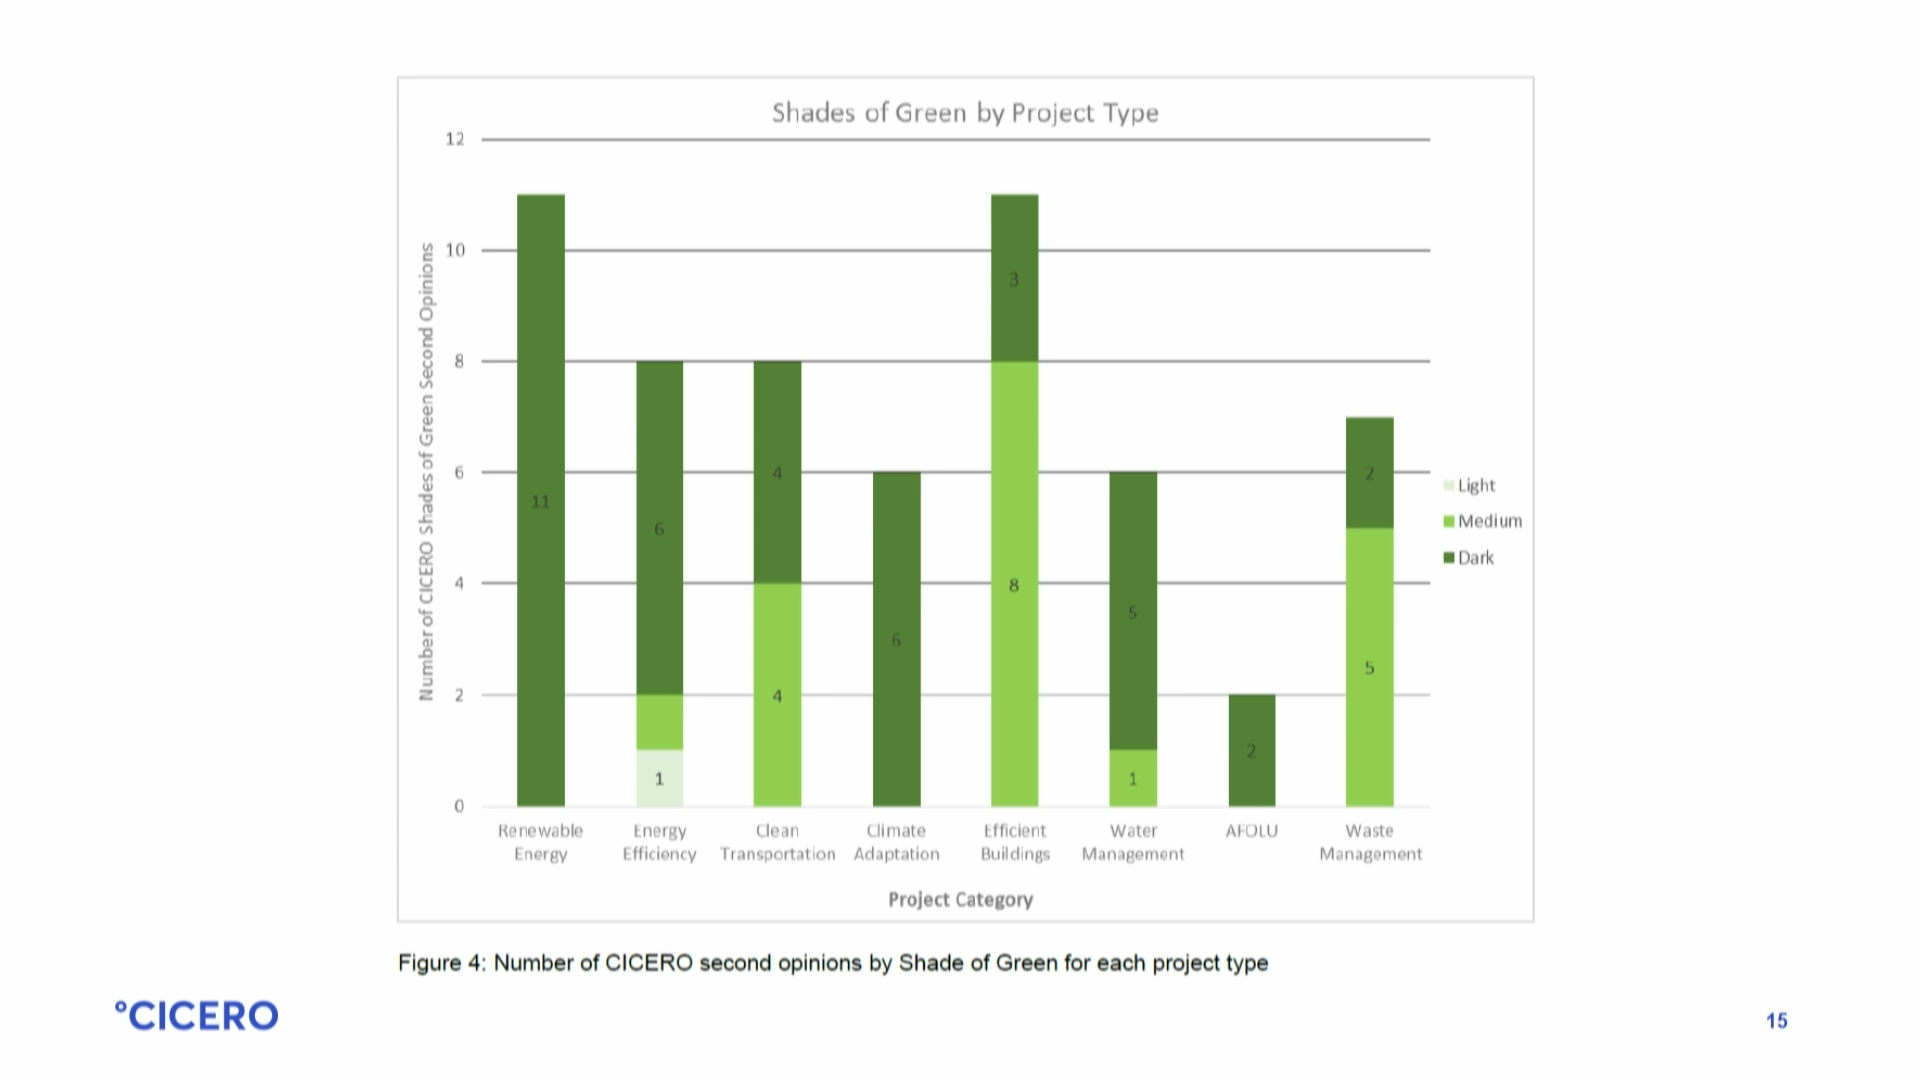 Shades of Green by Project Type
Number of CICERO Shades of Green Second Opinions
12
10
8
6
4
2
0
11
6
1
4
4
6
3
8
5
1
2
2
5
Renewable Energy
Energy Efficiency
Clean Transportation
Climate Adaptation
Efficient Buildings
Water Management
AFOLU
Waste Management
Project Category
Light
Medium
Dark
Figure 4: Number of CICERO second opinions by Shade of Green for each project type
°CICERO
15